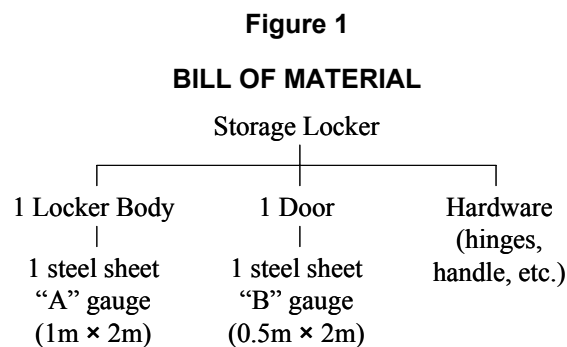 Figure 1
BILL OF MATERIAL
Storage Locker
1 Locker Body
1 steel sheet
“A” gauge
(1m × 2m)
1 Door
1 steel sheet
“B” gauge
(0.5m × 2m)
Hardware
(hinges,
handle, etc.)